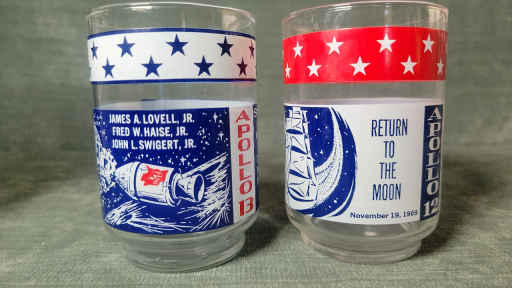 JAMES A. LOVELL, JR.
FRED W. HAISE, JR.
JOHN L. SWIGERT, JR.
APOLLO 13
RETURN
TO
THE
MOON
November 19, 1969
APOLLO 12